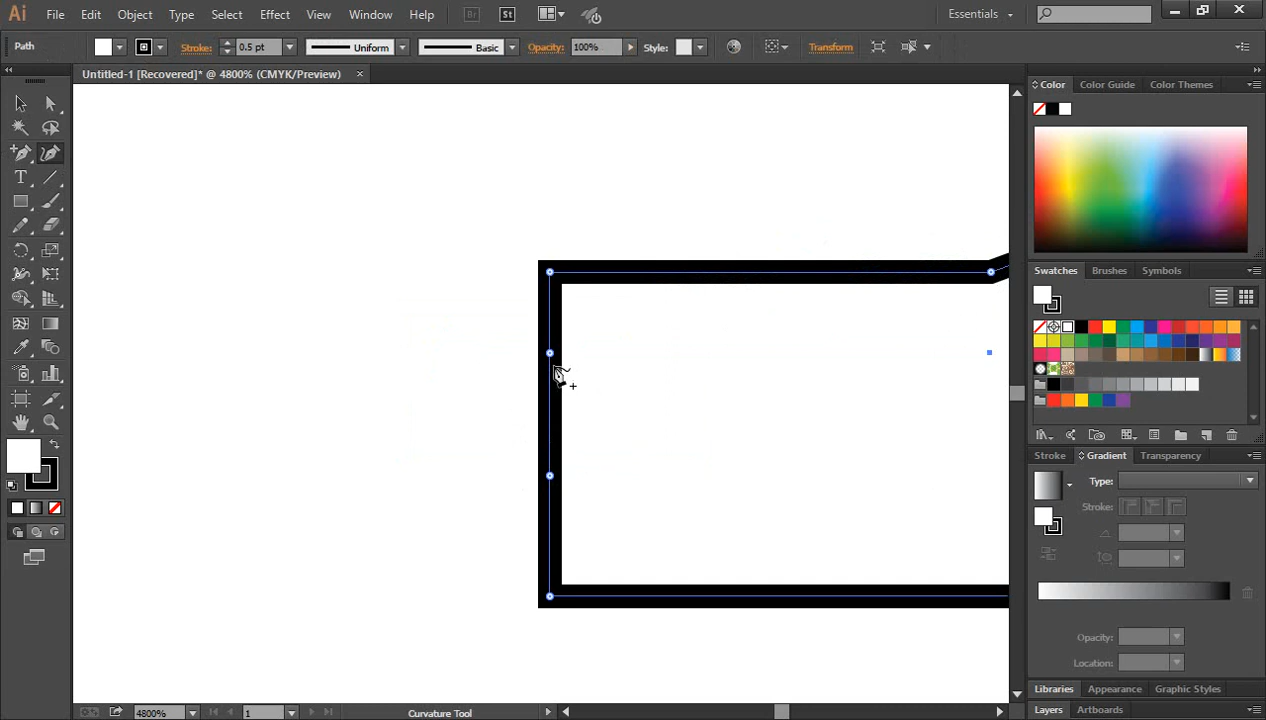 Ai File Edit Object Type Select Effect View Window Help Br St Essentials
Path Stroke: 0.5 pt Uniform Basic Opacity: 100% Style: Transform
Untitled-1 [Recovered]* @ 4800% (CMYK/Preview) ×
Color Color Guide Color Themes
Swatches Brushes Symbols
Stroke Gradient Transparency
Type:
Stroke:
Opacity:
Location:
Libraries Appearance Graphic Styles
Layers Artboards
4800% 1 Curvature Tool